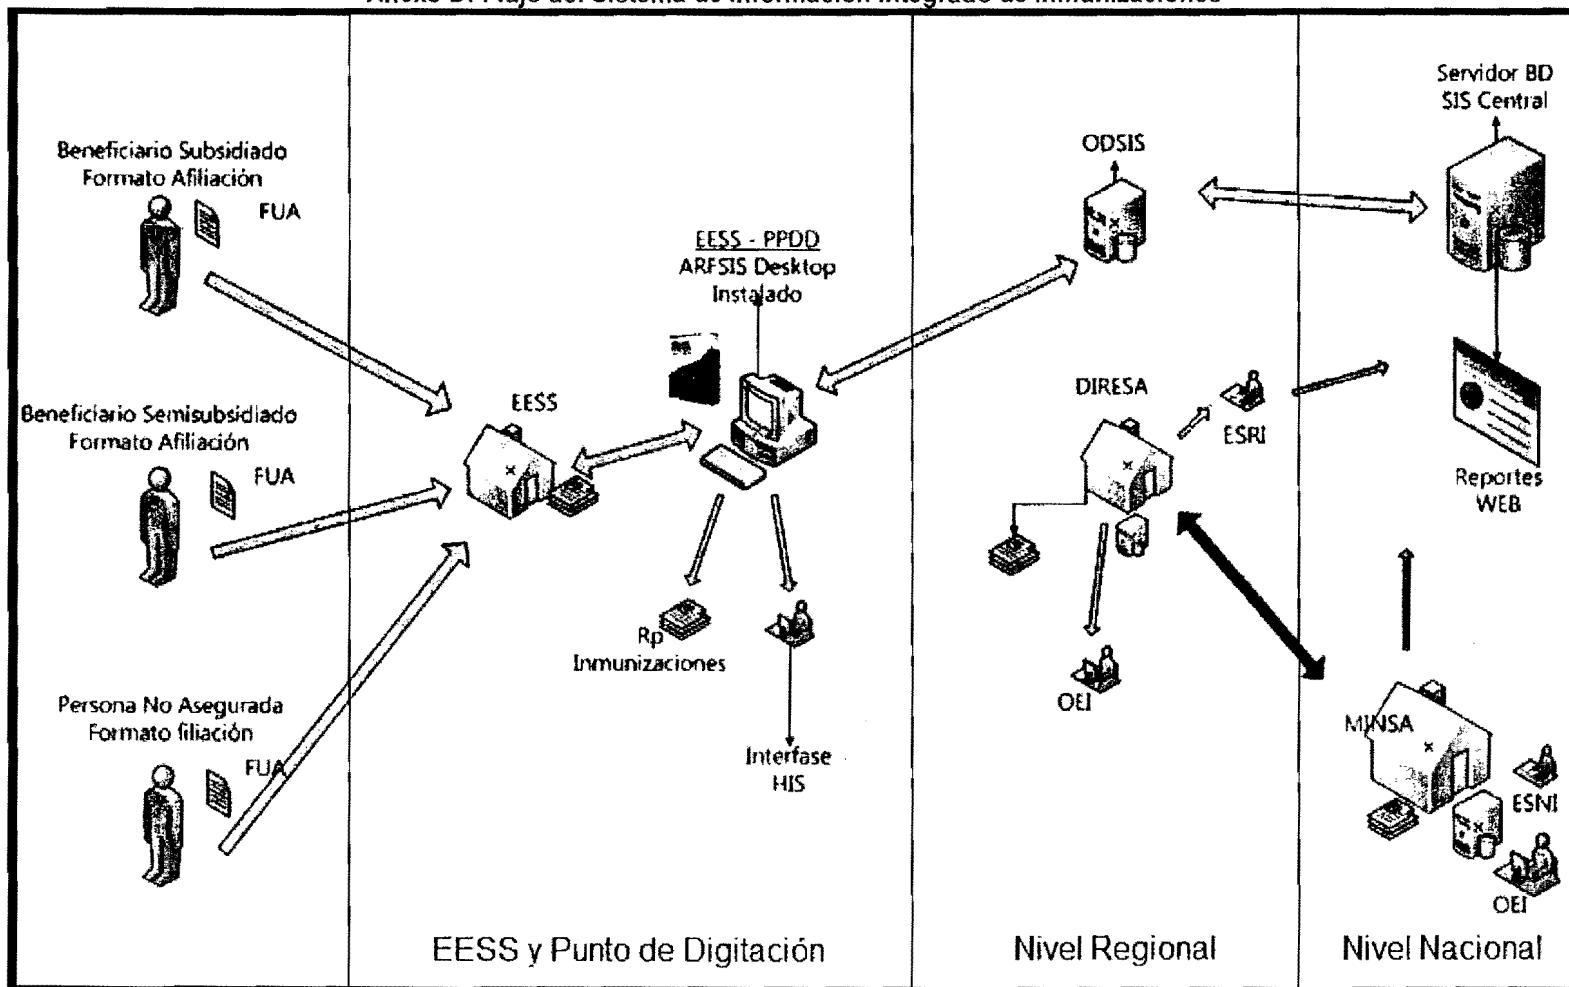 Beneficiario Subsidiado
Formato Afiliación
FUA
Beneficiario Semisubsidiado
Formato Afiliación
FUA
Persona No Asegurada
Formato filiación
FUA
EESS
EESS - PPDD
ARFSIS Desktop
Instalado
Rp
Inmunizaciones
Interfase
HIS
EESS y Punto de Digitación
ODSIS
DIRESA
ESRI
OEI
Nivel Regional
Servidor BD
SIS Central
Reportes
WEB
MINSA
ESNI
OEI
Nivel Nacional